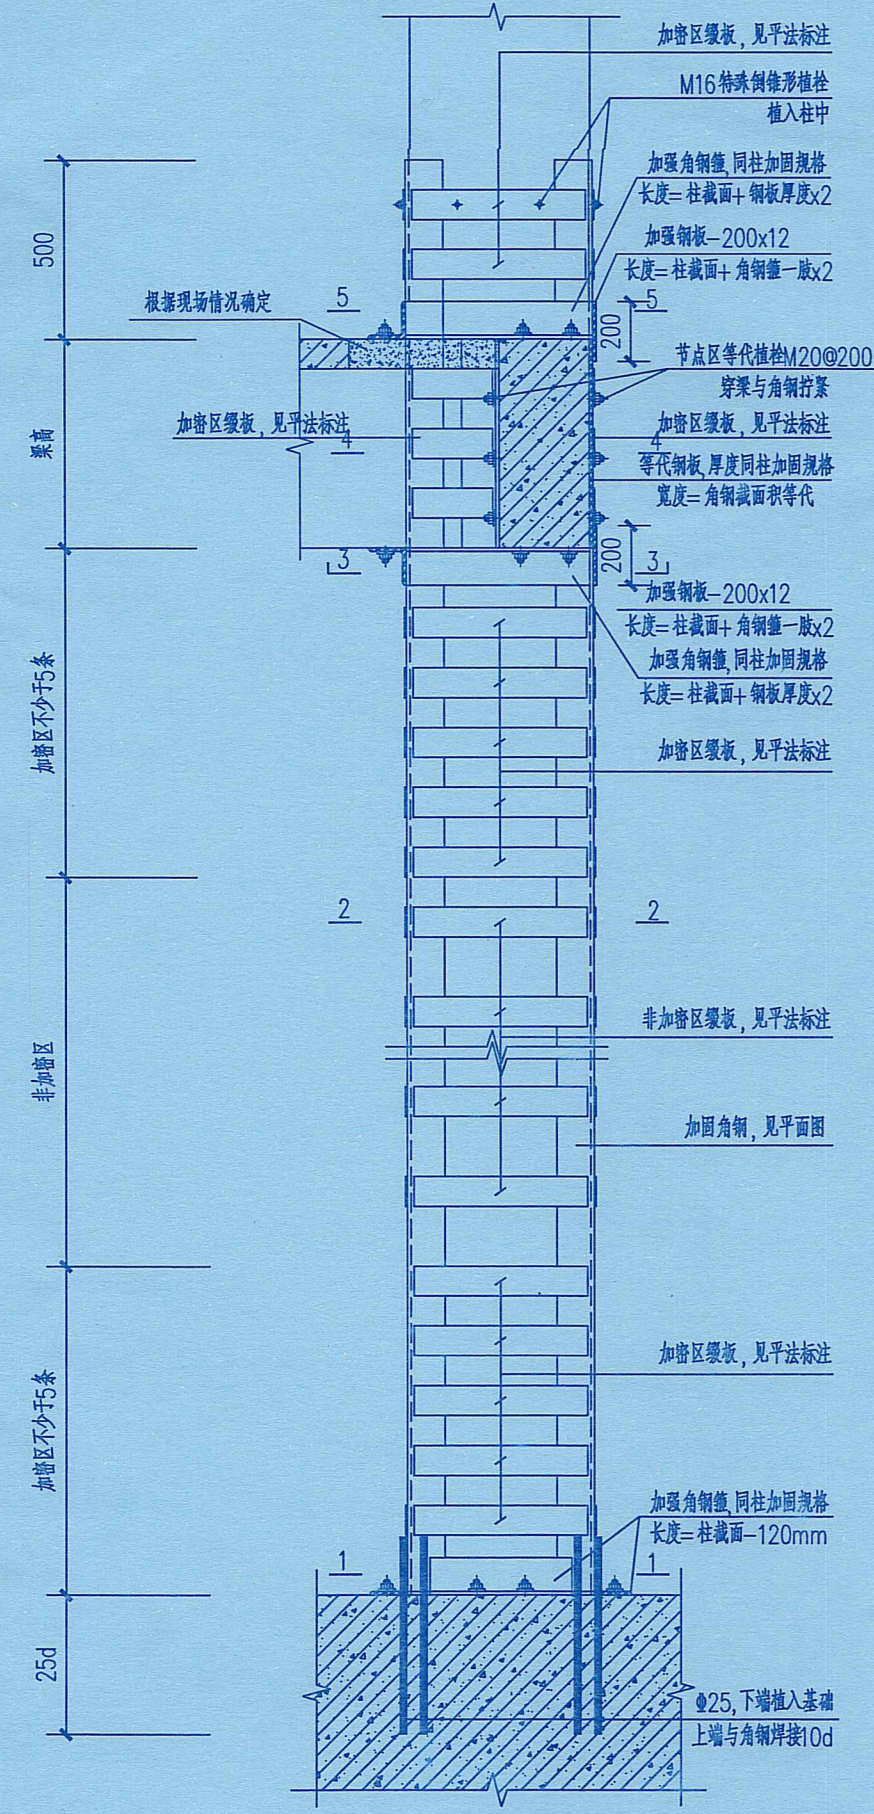 加密区缀板，见平法标注
M16特殊倒锥形植栓
植入柱中
加强角钢箍,同柱加固规格
长度=柱截面+钢板厚度x2
加强钢板-200x12
长度=柱截面+角钢箍一肢x2
500
根据现场情况确定
5
5
200
节点区等代植栓M20@200
穿梁与角钢拧紧
梁高
加密区缀板，见平法标注
4
加密区缀板，见平法标注
4
等代钢板,厚度同柱加固规格
宽度=角钢截面积等代
3
200
3
加强钢板-200x12
长度=柱截面+角钢箍一肢x2
加强角钢箍,同柱加固规格
长度=柱截面+钢板厚度x2
加密区不少于5条
加密区缀板，见平法标注
2
2
非加密区缀板，见平法标注
非加密区
加固角钢，见平面图
加密区缀板，见平法标注
加密区不少于5条
加强角钢箍,同柱加固规格
长度=柱截面-120mm
1
1
25d
Φ25,下端植入基础
上端与角钢焊接10d